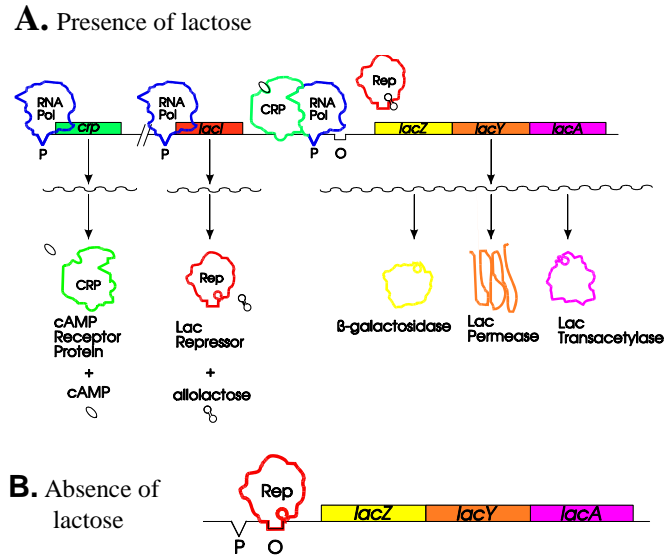 A. Presence of lactose
RNA Pol
RNA Pol
CRP
RNA Pol
Rep
crp
lacI
lacZ
lacY
lacA
P
P
P
O
CRP
Rep
cAMP
Receptor
Protein
+
cAMP
Lac
Repressor
+
allolactose
ß-galactosidase
Lac
Permease
Lac
Transacetylase
B. Absence of
lactose
Rep
lacZ
lacY
lacA
P
O